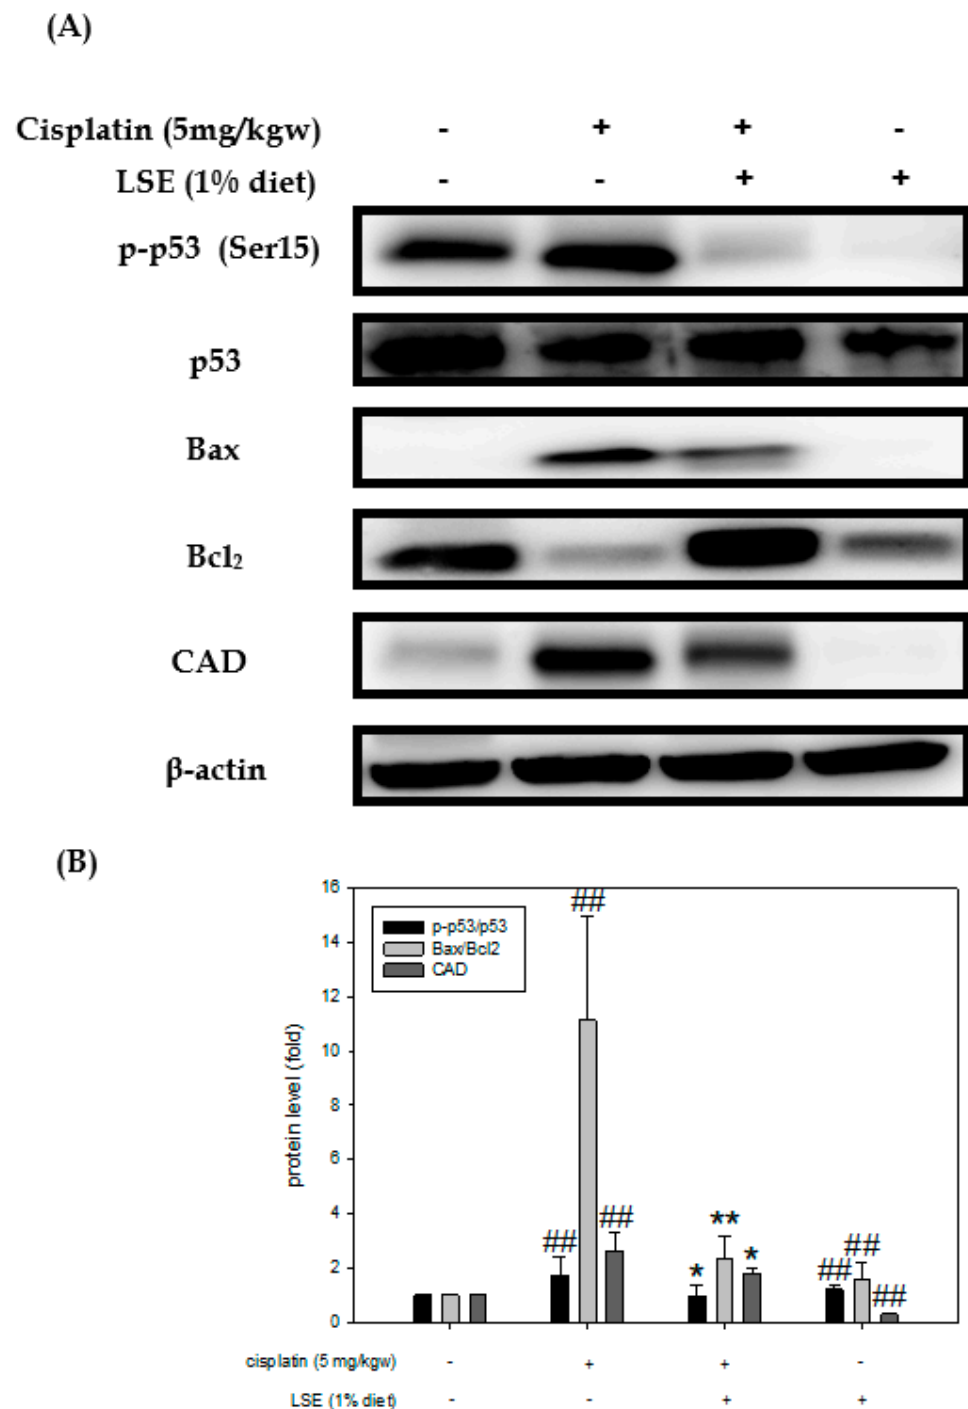 (A)
Cisplatin (5mg/kgw) - + + -
LSE (1% diet) - - + +
p-p53 (Ser15)
p53
Bax
Bcl₂
CAD
β-actin
(B)
16
14
12
10
8
6
4
2
0
protein level (fold)
p-p53/p53
Bax/Bcl2
CAD
##
##
##
*
**
*
##
##
##
cisplatin (5 mg/kgw) - + + -
LSE (1% diet) - - + +